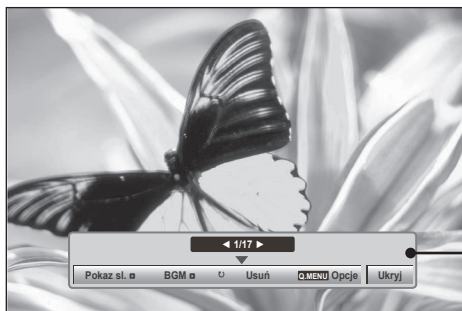 ◀ 1/17 ▶
Pokaz sl. BGM ↻ Usuń Q.MENU Opcje Ukryj